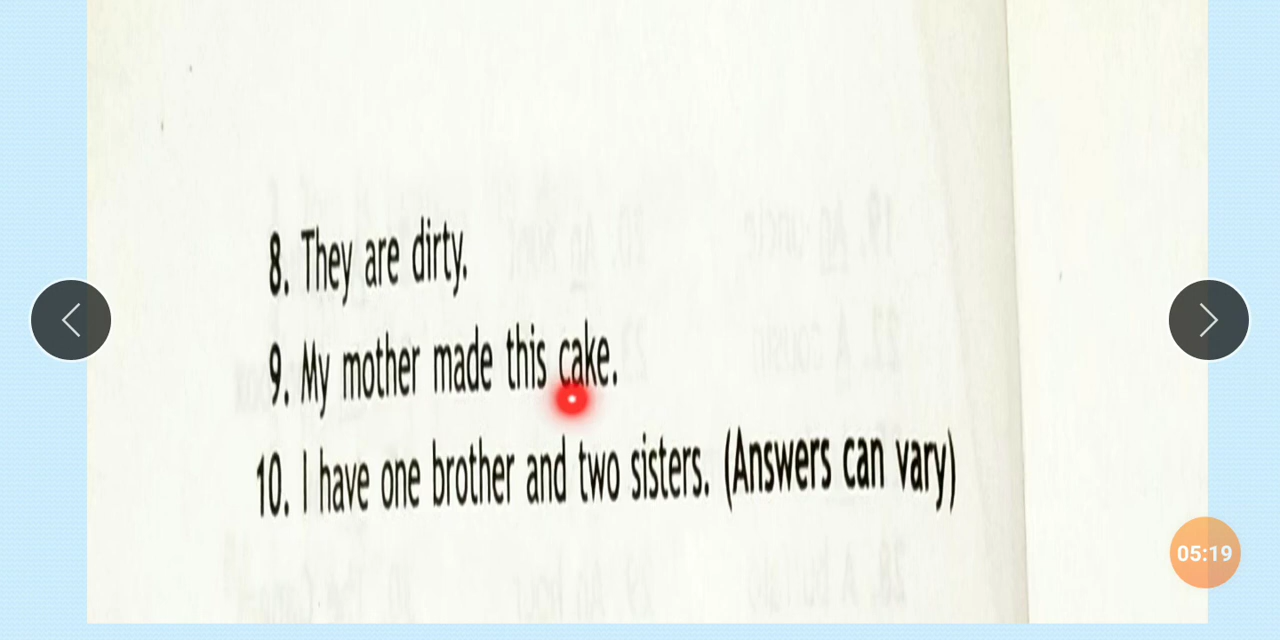 8. They are dirty.
9. My mother made this cake.
10. I have one brother and two sisters. (Answers can vary)
05:19